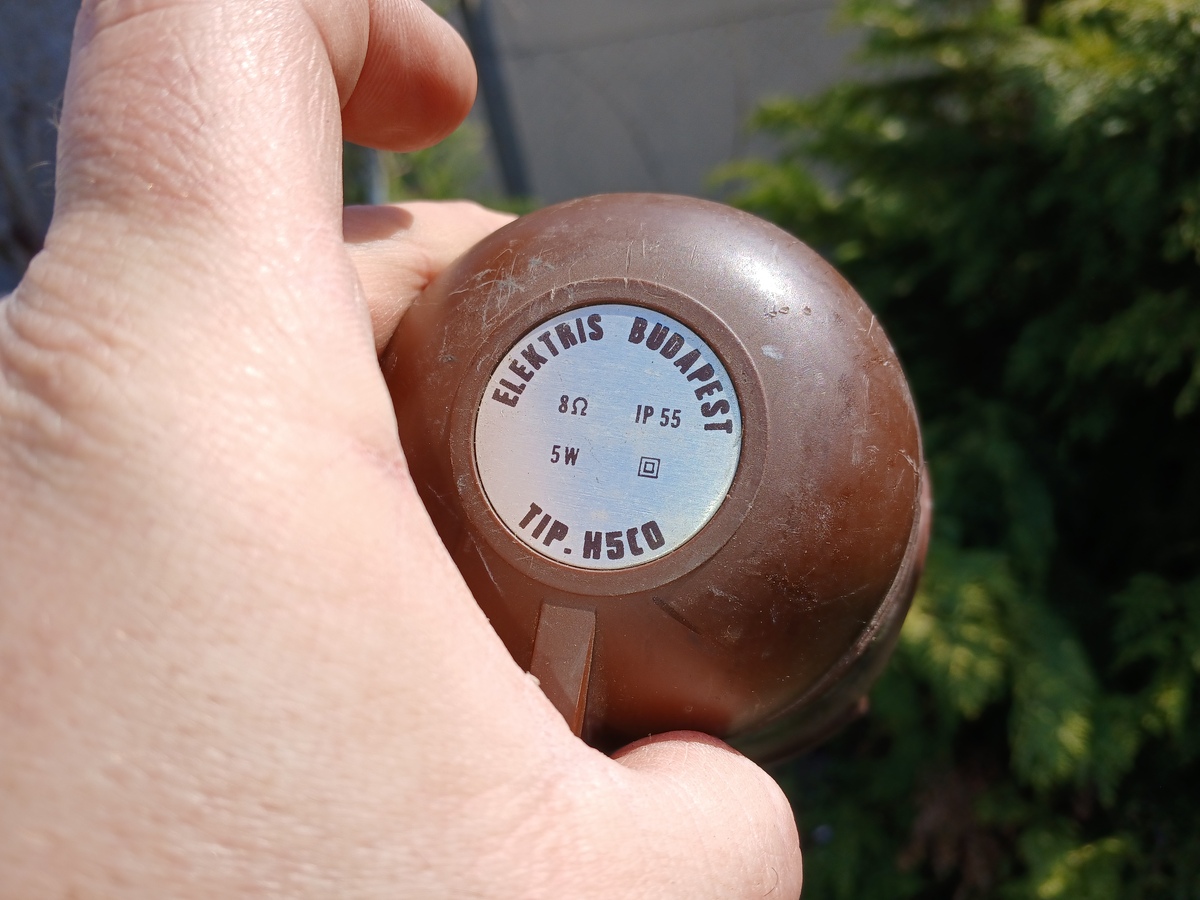 ELEKTRIS BUDAPEST
8Ω IP 55
5W
TIP. H5CO